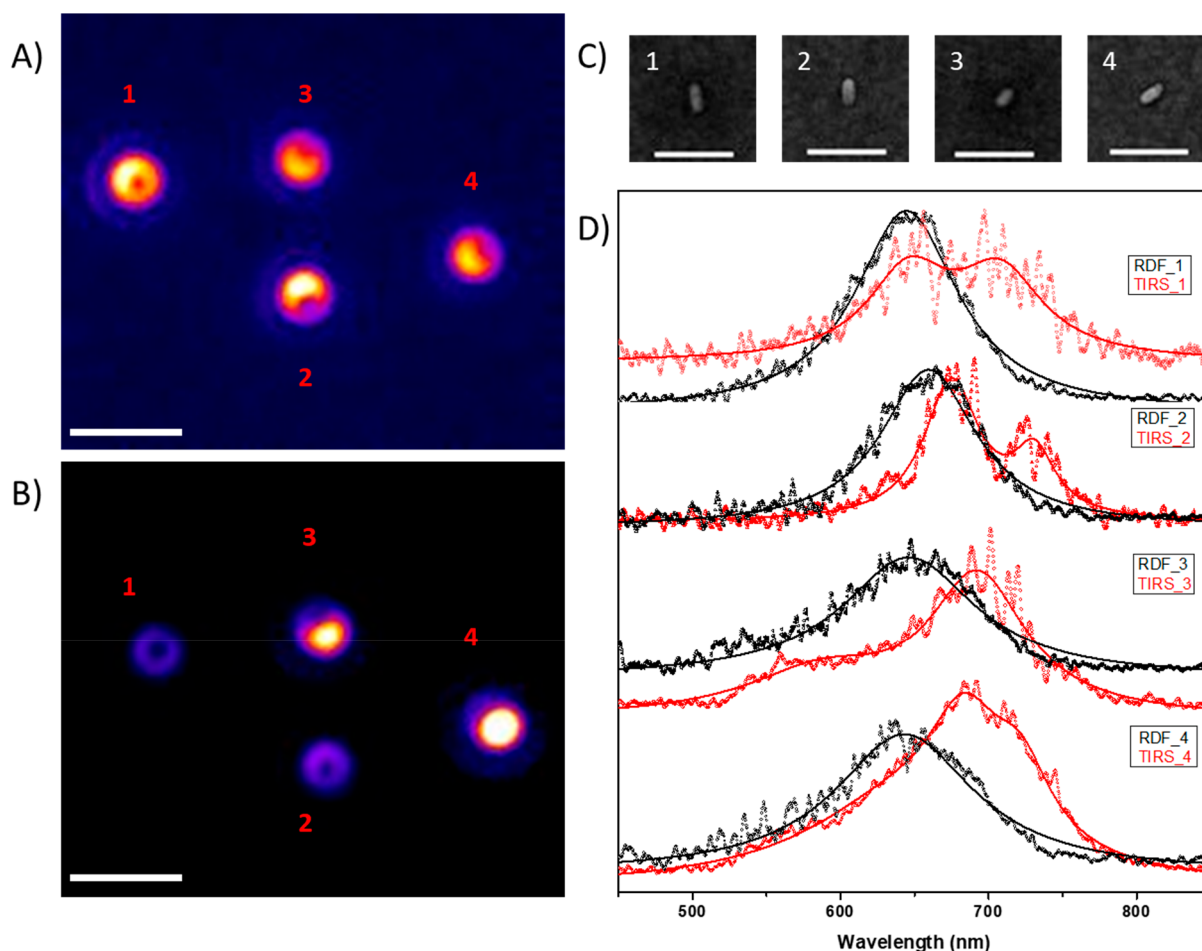 A)
1
3
4
2
B)
3
1
4
2
C)
1
2
3
4
D)
RDF_1
TIRS_1
RDF_2
TIRS_2
RDF_3
TIRS_3
RDF_4
TIRS_4
500
600
700
800
Wavelength (nm)